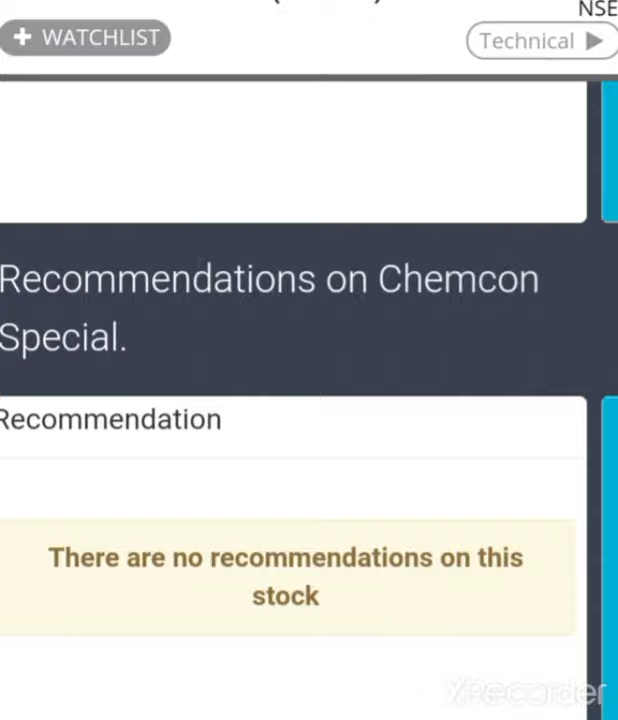 NSE
+ WATCHLIST
Technical ▶
Recommendations on Chemcon
Special.
Recommendation
There are no recommendations on this
stock
XRecorder